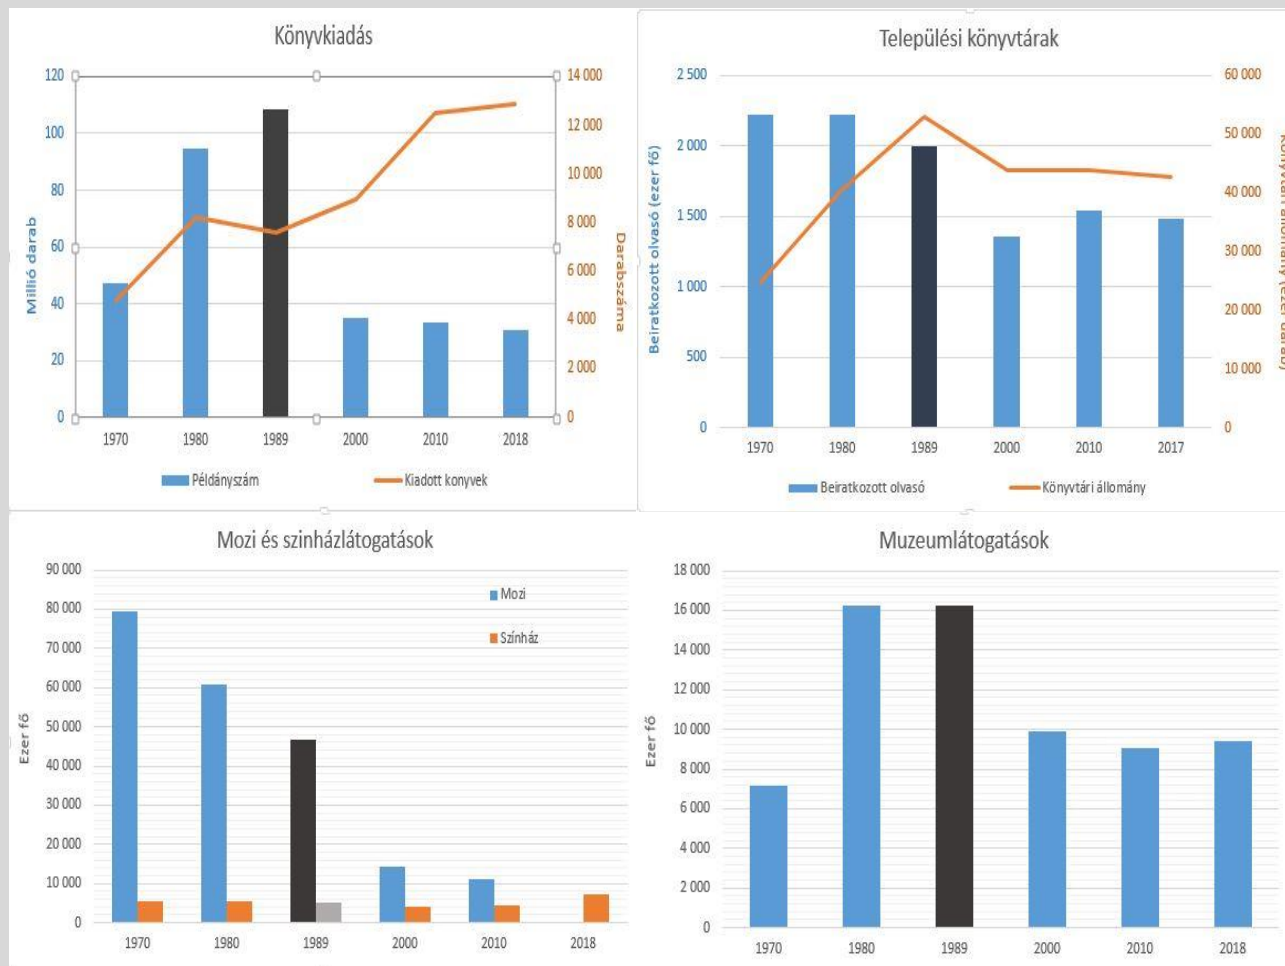 Könyvkiadás
120
100
80
60
40
20
0
Millió darab
14 000
12 000
10 000
8 000
6 000
4 000
2 000
0
Darabszáma
1970 1980 1989 2000 2010 2018
Példányszám Kiadott konyvek
Települési könyvtárak
2 500
2 000
1 500
1 000
500
0
Beiratkozott olvasó (ezer fő)
60 000
50 000
40 000
30 000
20 000
10 000
0
Könyvtári állomány (ezer darab)
1970 1980 1989 2000 2010 2017
Beiratkozott olvasó Könyvtári állomány
Mozi és szinházlátogatások
90 000
80 000
70 000
60 000
50 000
40 000
30 000
20 000
10 000
0
Ezer fő
Mozi
Színház
1970 1980 1989 2000 2010 2018
Muzeumlátogatások
18 000
16 000
14 000
12 000
10 000
8 000
6 000
4 000
2 000
0
Ezer fő
1970 1980 1989 2000 2010 2018